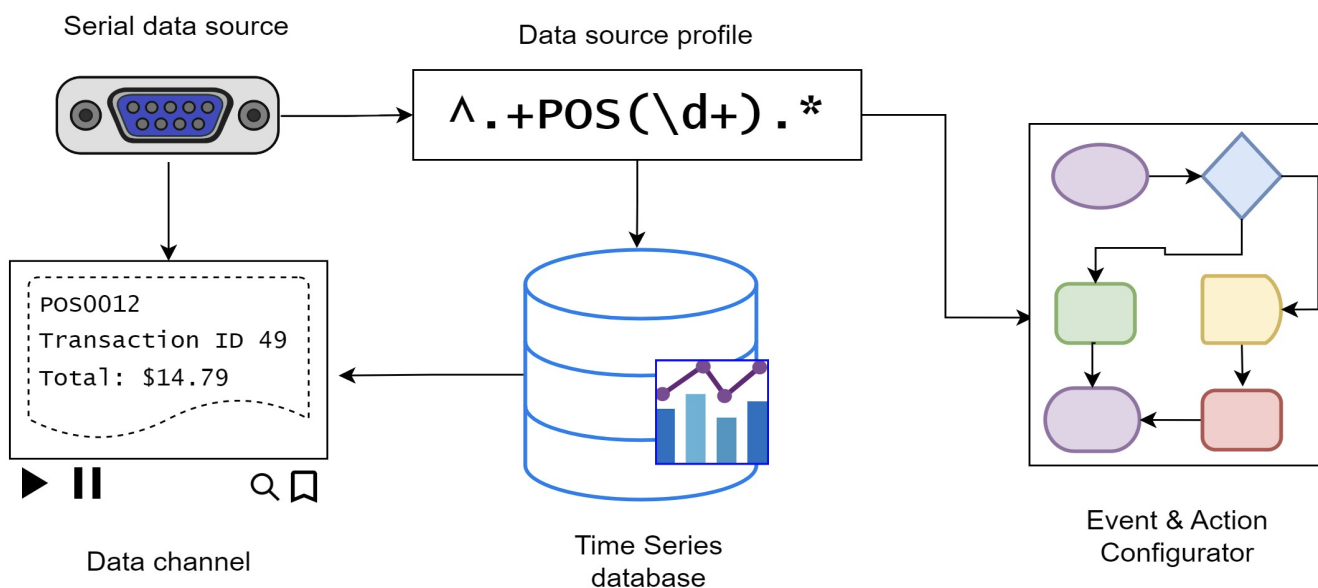 Serial data source
Data source profile
^.+POS(\d+).*
POS0012
Transaction ID 49
Total: $14.79
Data channel
Time Series
database
Event & Action
Configurator